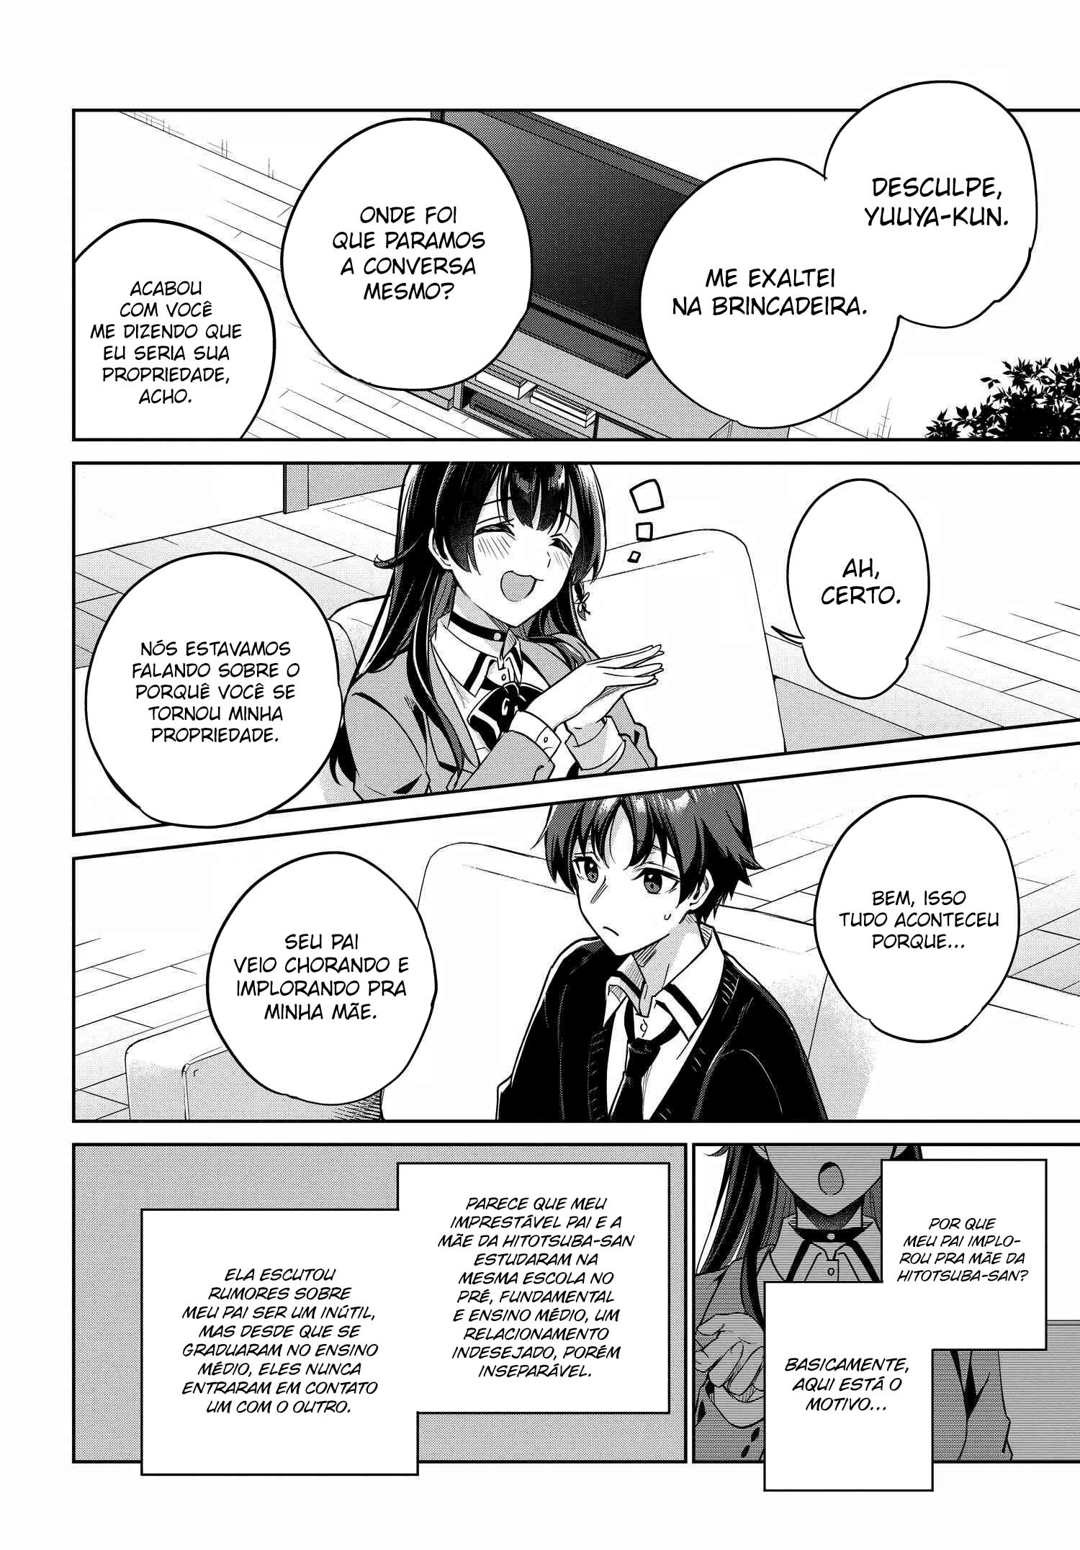 DESCULPE,
YUUYA-KUN.
ME EXALTEI
NA BRINCADEIRA.
ONDE FOI
QUE PARAMOS
A CONVERSA
MESMO?
ACABOU
COM VOCÊ
ME DIZENDO QUE
EU SERIA SUA
PROPRIEDADE,
ACHO.
AH,
CERTO.
NÓS ESTAVAMOS
FALANDO SOBRE O
PORQUÊ VOCÊ SE
TORNOU MINHA
PROPRIEDADE.
BEM, ISSO
TUDO ACONTECEU
PORQUE...
SEU PAI
VEIO CHORANDO E
IMPLORANDO PRA
MINHA MÃE.
POR QUE
MEU PAI IMPLO-
ROU PRA MÃE DA
HITOTSUBA-SAN?
BASICAMENTE,
AQUI ESTÁ O
MOTIVO...
PARECE QUE MEU
IMPRESTÁVEL PAI E A
MÃE DA HITOTSUBA-SAN
ESTUDARAM NA
MESMA ESCOLA NO
PRÉ, FUNDAMENTAL
E ENSINO MÉDIO, UM
RELACIONAMENTO
INDESEJADO, PORÉM
INSEPARÁVEL.
ELA ESCUTOU
RUMORES SOBRE
MEU PAI SER UM INÚTIL,
MAS DESDE QUE SE
GRADUARAM NO ENSINO
MÉDIO, ELES NUNCA
ENTRARAM EM CONTATO
UM COM O OUTRO.